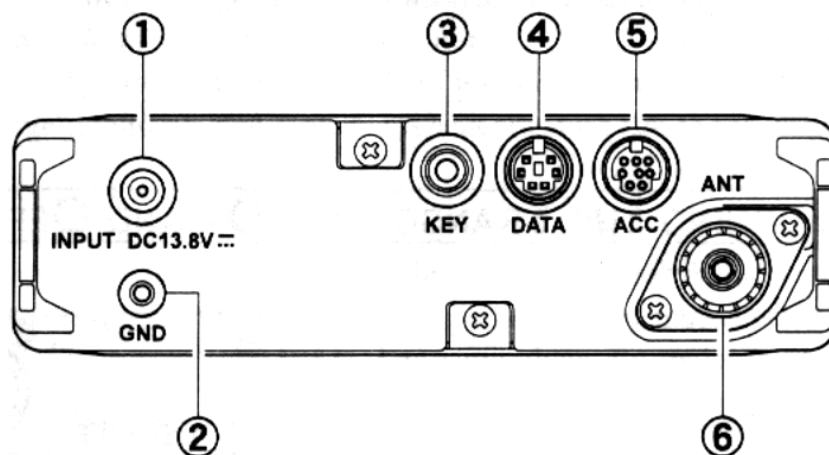 ① ③ ④ ⑤
ANT
KEY DATA ACC
INPUT DC13.8V⎓
GND
② ⑥